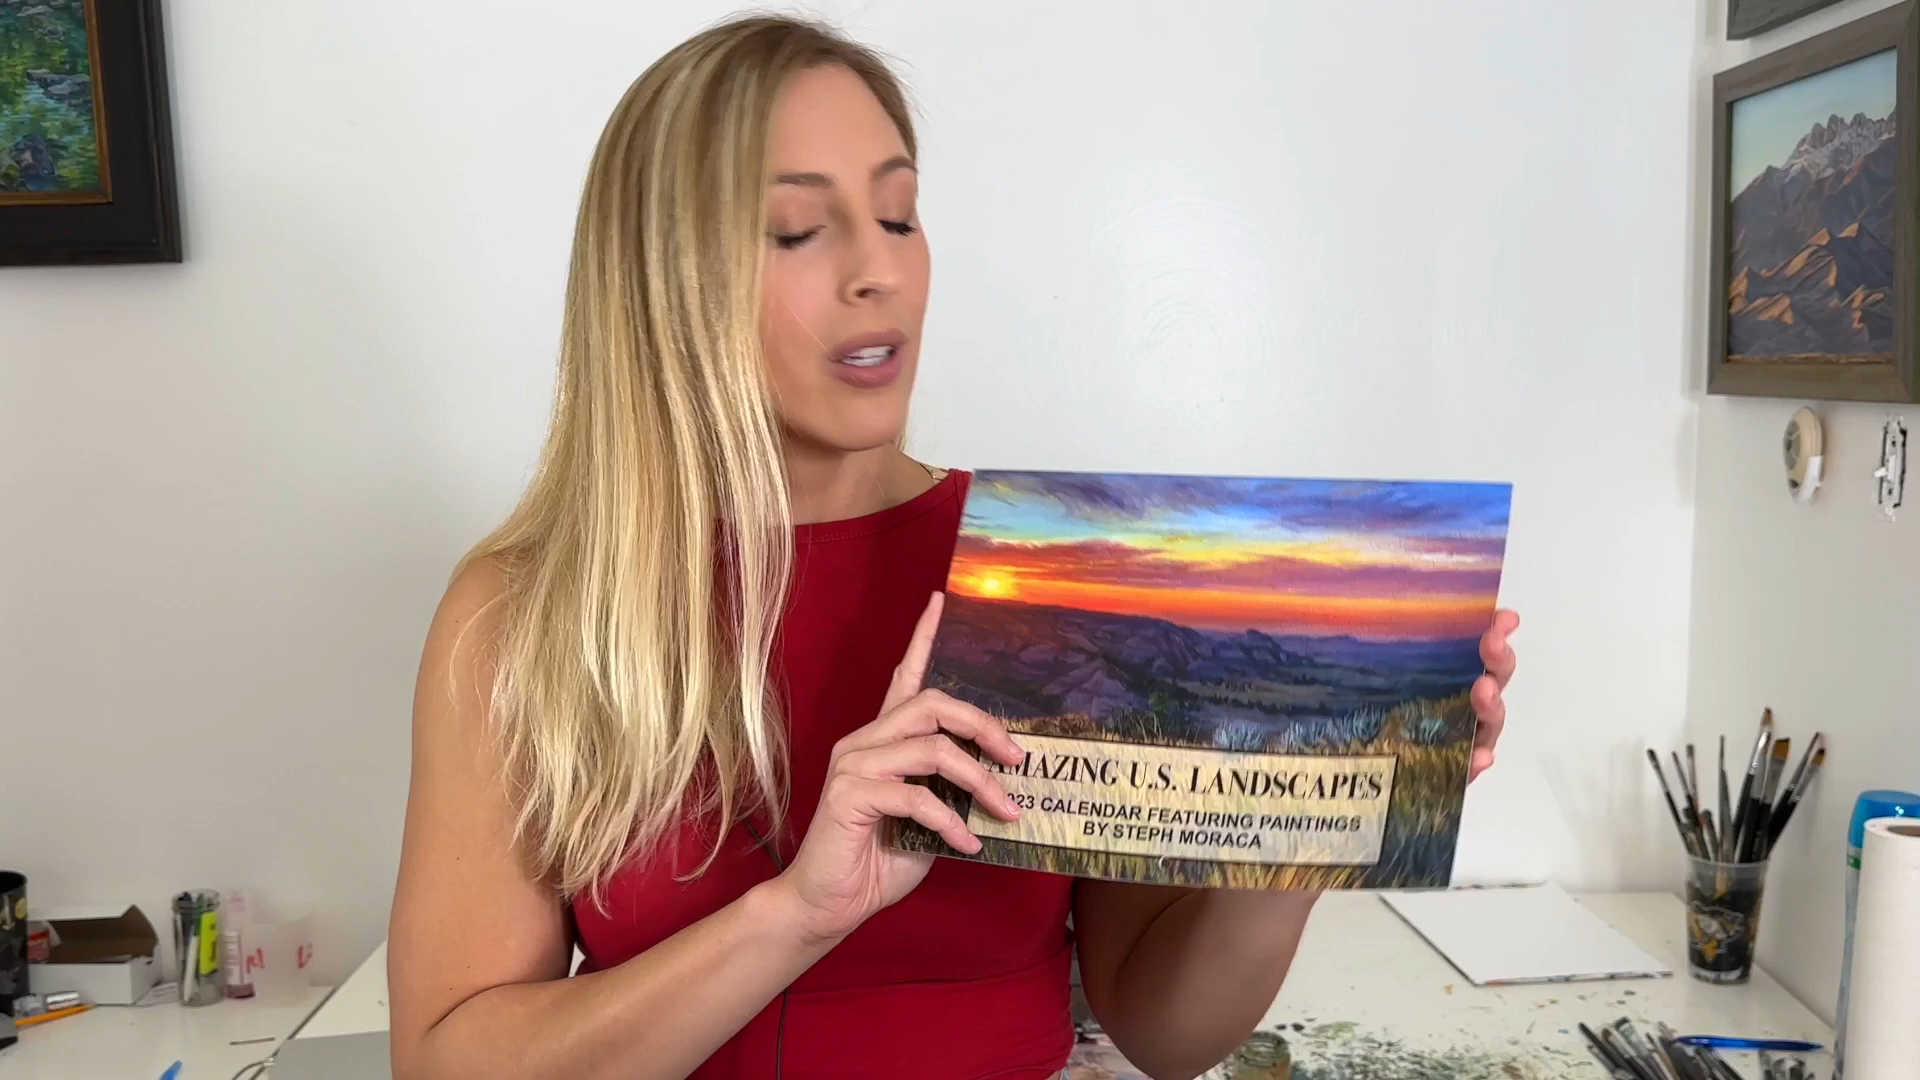 AMAZING U.S. LANDSCAPES
023 CALENDAR FEATURING PAINTINGS
BY STEPH MORACA